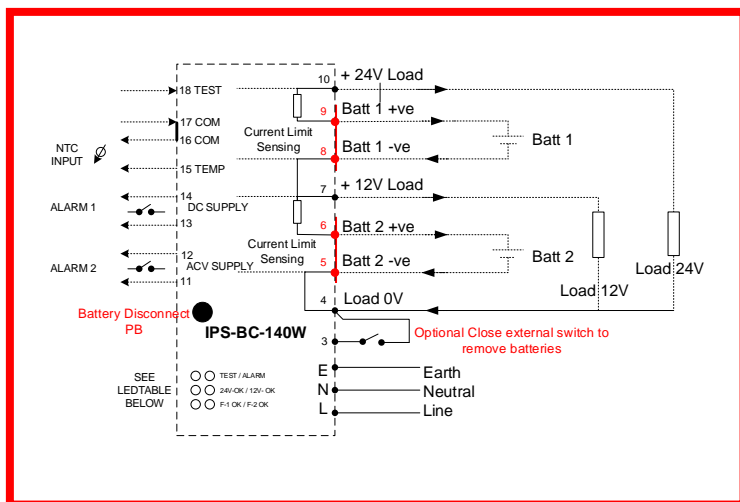 10 + 24V Load
18 TEST
9 Batt 1 +ve
17 COM
16 COM
Current Limit
Sensing
Batt 1
NTC
INPUT
8 Batt 1 -ve
15 TEMP
+ 12V Load
7
14
ALARM 1
DC SUPPLY
13
6 Batt 2 +ve
Current Limit
Sensing
12
Batt 2
ALARM 2
ACV SUPPLY
5 Batt 2 -ve
11
Load 24V
Load 12V
4 Load 0V
Battery Disconnect
PB
IPS-BC-140W
Optional Close external switch to
remove batteries
3
E Earth
SEE
LEDTABLE
BELOW
TEST / ALARM
24V-OK / 12V- OK
F-1 OK / F-2 OK
N Neutral
L Line